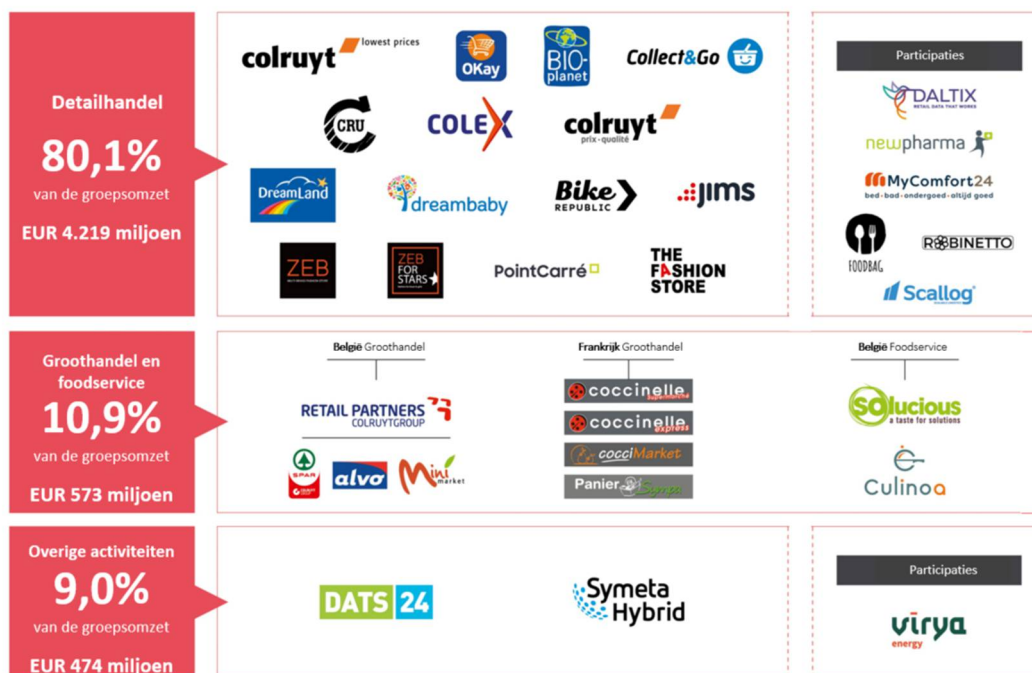 Detailhandel
80,1%
van de groepsomzet
EUR 4.219 miljoen
colruyt lowest prices
OKay
BIO-
planet
Collect&Go
CRU
COLEX
colruyt
prix-qualité
DreamLand
dreambaby
Bike
REPUBLIC
JIMS
ZEB
ZEB
FOR
STARS
PointCarré
THE
FASHION
STORE
Participaties
DALTIX
RETAIL DATA THAT WORKS
newpharma
MyComfort24
bed-bad-ondergoed-altijd goed
FOODBAG
ROBINETTO
Scallog
Groothandel en
foodservice
10,9%
van de groepsomzet
EUR 573 miljoen
België Groothandel
RETAIL PARTNERS
COLRUYTGROUP
SPAR
alvo
Mini
market
Frankrijk Groothandel
coccinelle
supermarché
coccinelle
express
cocciMarket
Panier Sympa
België Foodservice
solucious
a taste for solutions
Culinoa
Overige activiteiten
9,0%
van de groepsomzet
EUR 474 miljoen
DATS 24
Symeta
Hybrid
Participaties
virya
energy